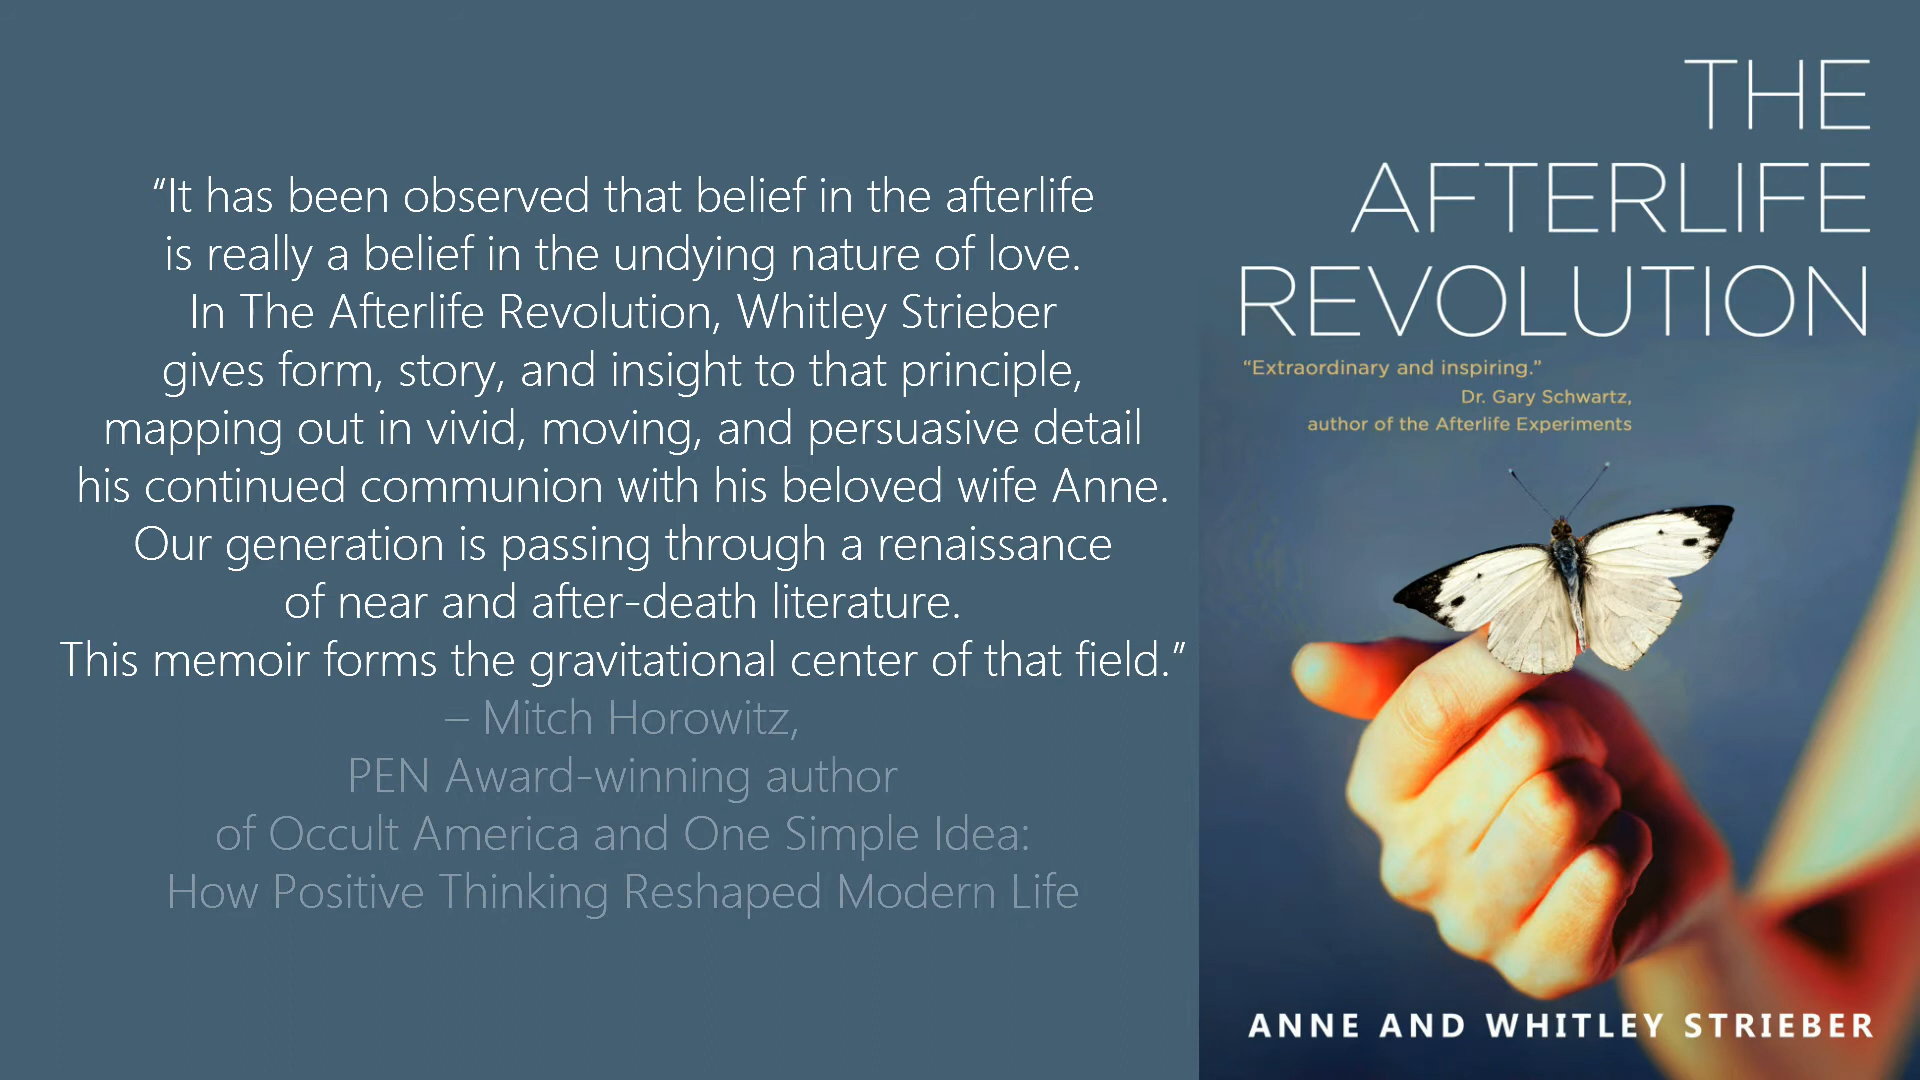 “It has been observed that belief in the afterlife
is really a belief in the undying nature of love.
In The Afterlife Revolution, Whitley Strieber
gives form, story, and insight to that principle,
mapping out in vivid, moving, and persuasive detail
his continued communion with his beloved wife Anne.
Our generation is passing through a renaissance
of near and after-death literature.
This memoir forms the gravitational center of that field.”
– Mitch Horowitz,
PEN Award-winning author
of Occult America and One Simple Idea:
How Positive Thinking Reshaped Modern Life
THE
AFTERLIFE
REVOLUTION
“Extraordinary and inspiring.”
Dr. Gary Schwartz,
author of the Afterlife Experiments
ANNE AND WHITLEY STRIEBER